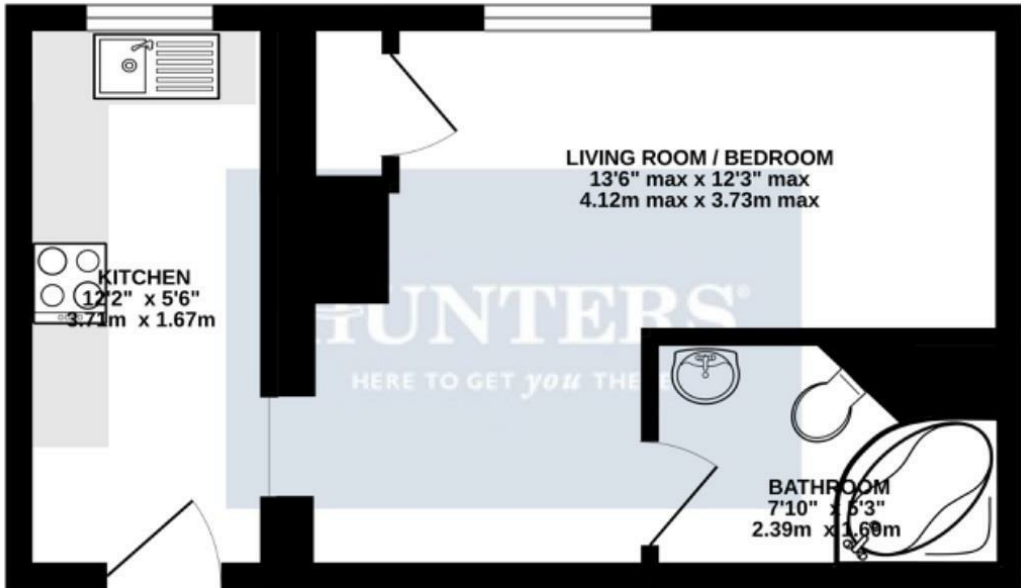 LIVING ROOM / BEDROOM
13'6" max x 12'3" max
4.12m max x 3.73m max
KITCHEN
12'2" x 5'6"
3.71m x 1.67m
HUNTERS®
HERE TO GET you THERE
BATHROOM
7'10" x 5'3"
2.39m x 1.60m